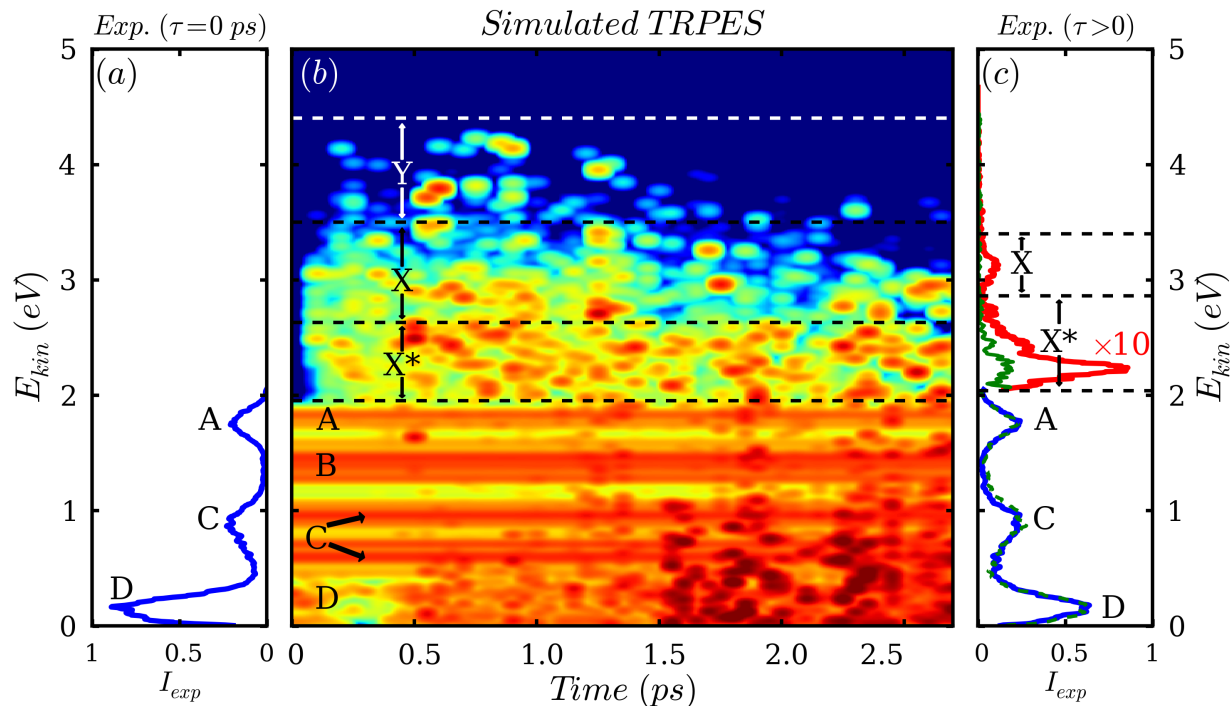 Exp. (τ=0 ps)
Simulated TRPES
Exp. (τ>0)
(a)
(b)
(c)
5
4
3
2
1
0
E_kin (eV)
A
C
D
1
0.5
0
I_exp
Y
X
X*
A
B
C
D
0
0.5
1.0
1.5
2.0
2.5
Time (ps)
X
X*
×10
A
C
D
0
0.5
1
I_exp
5
4
3
2
1
0
E_kin (eV)